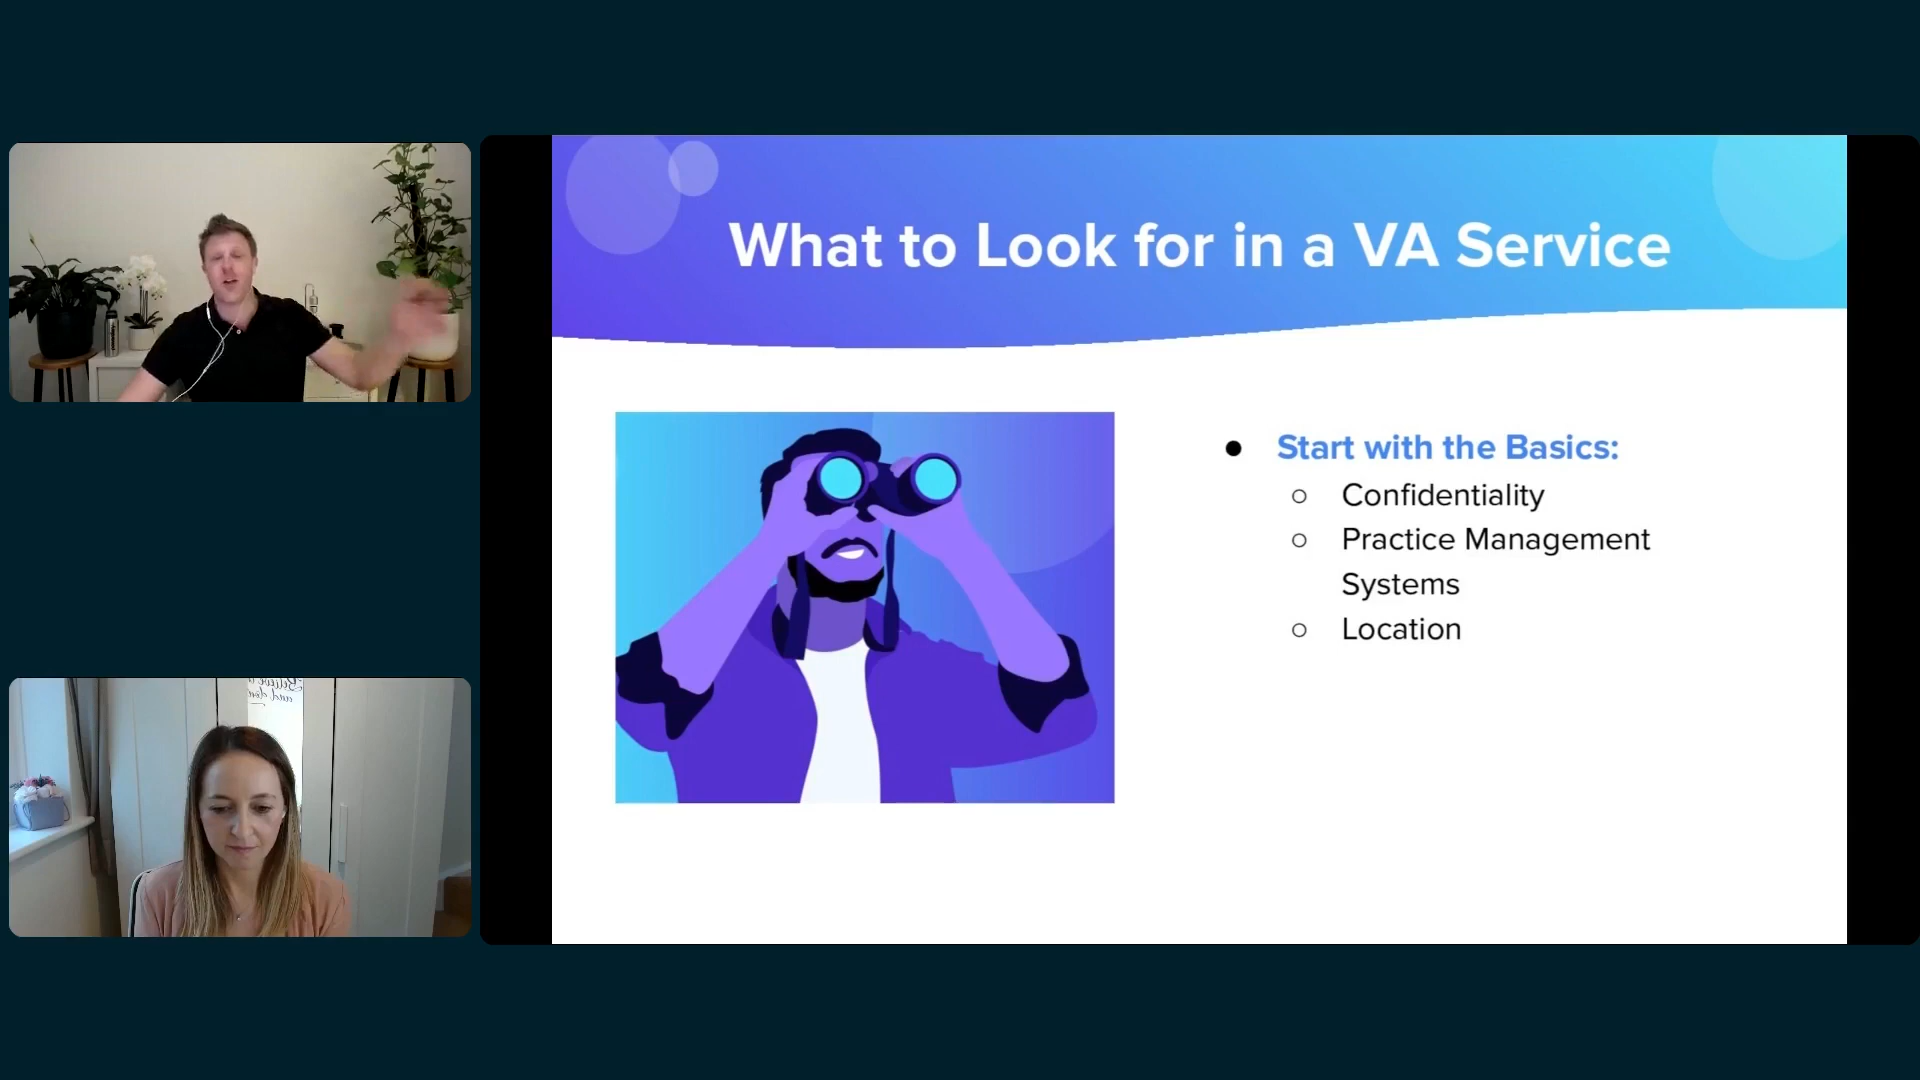 What to Look for in a VA Service
Start with the Basics:
Confidentiality
Practice Management
Systems
Location